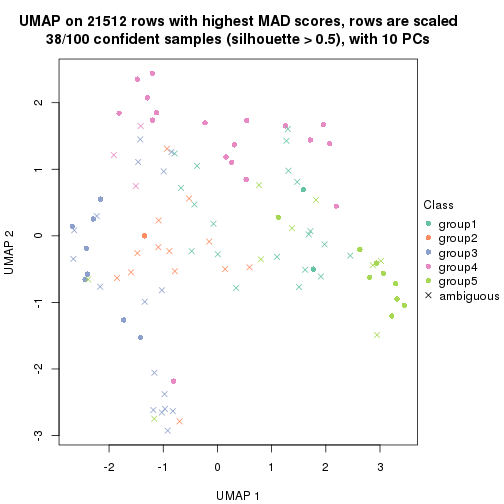 UMAP on 21512 rows with highest MAD scores, rows are scaled
38/100 confident samples (silhouette > 0.5), with 10 PCs
UMAP 2
2
1
0
-1
-2
-3
-2
-1
0
1
2
3
UMAP 1
Class
group1
group2
group3
group4
group5
ambiguous